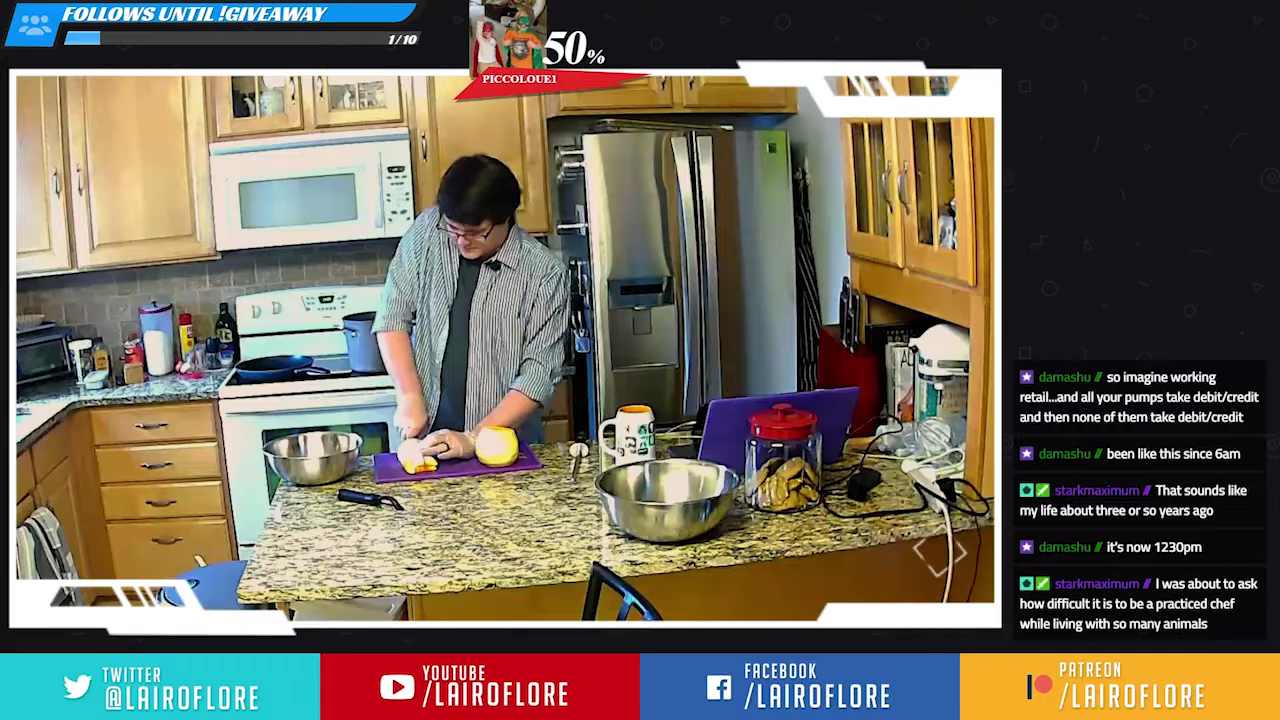 FOLLOWS UNTIL !GIVEAWAY
1/10
50%
PICCOLOUE1
damashu // so imagine working
retail...and all your pumps take debit/credit
and then none of them take debit/credit
damashu // been like this since 6am
starkmaximum // That sounds like
my life about three or so years ago
damashu // it's now 1230pm
starkmaximum // I was about to ask
how difficult it is to be a practiced chef
while living with so many animals
TWITTER
@LAIROFLORE
YOUTUBE
/LAIROFLORE
FACEBOOK
/LAIROFLORE
PATREON
/LAIROFLORE